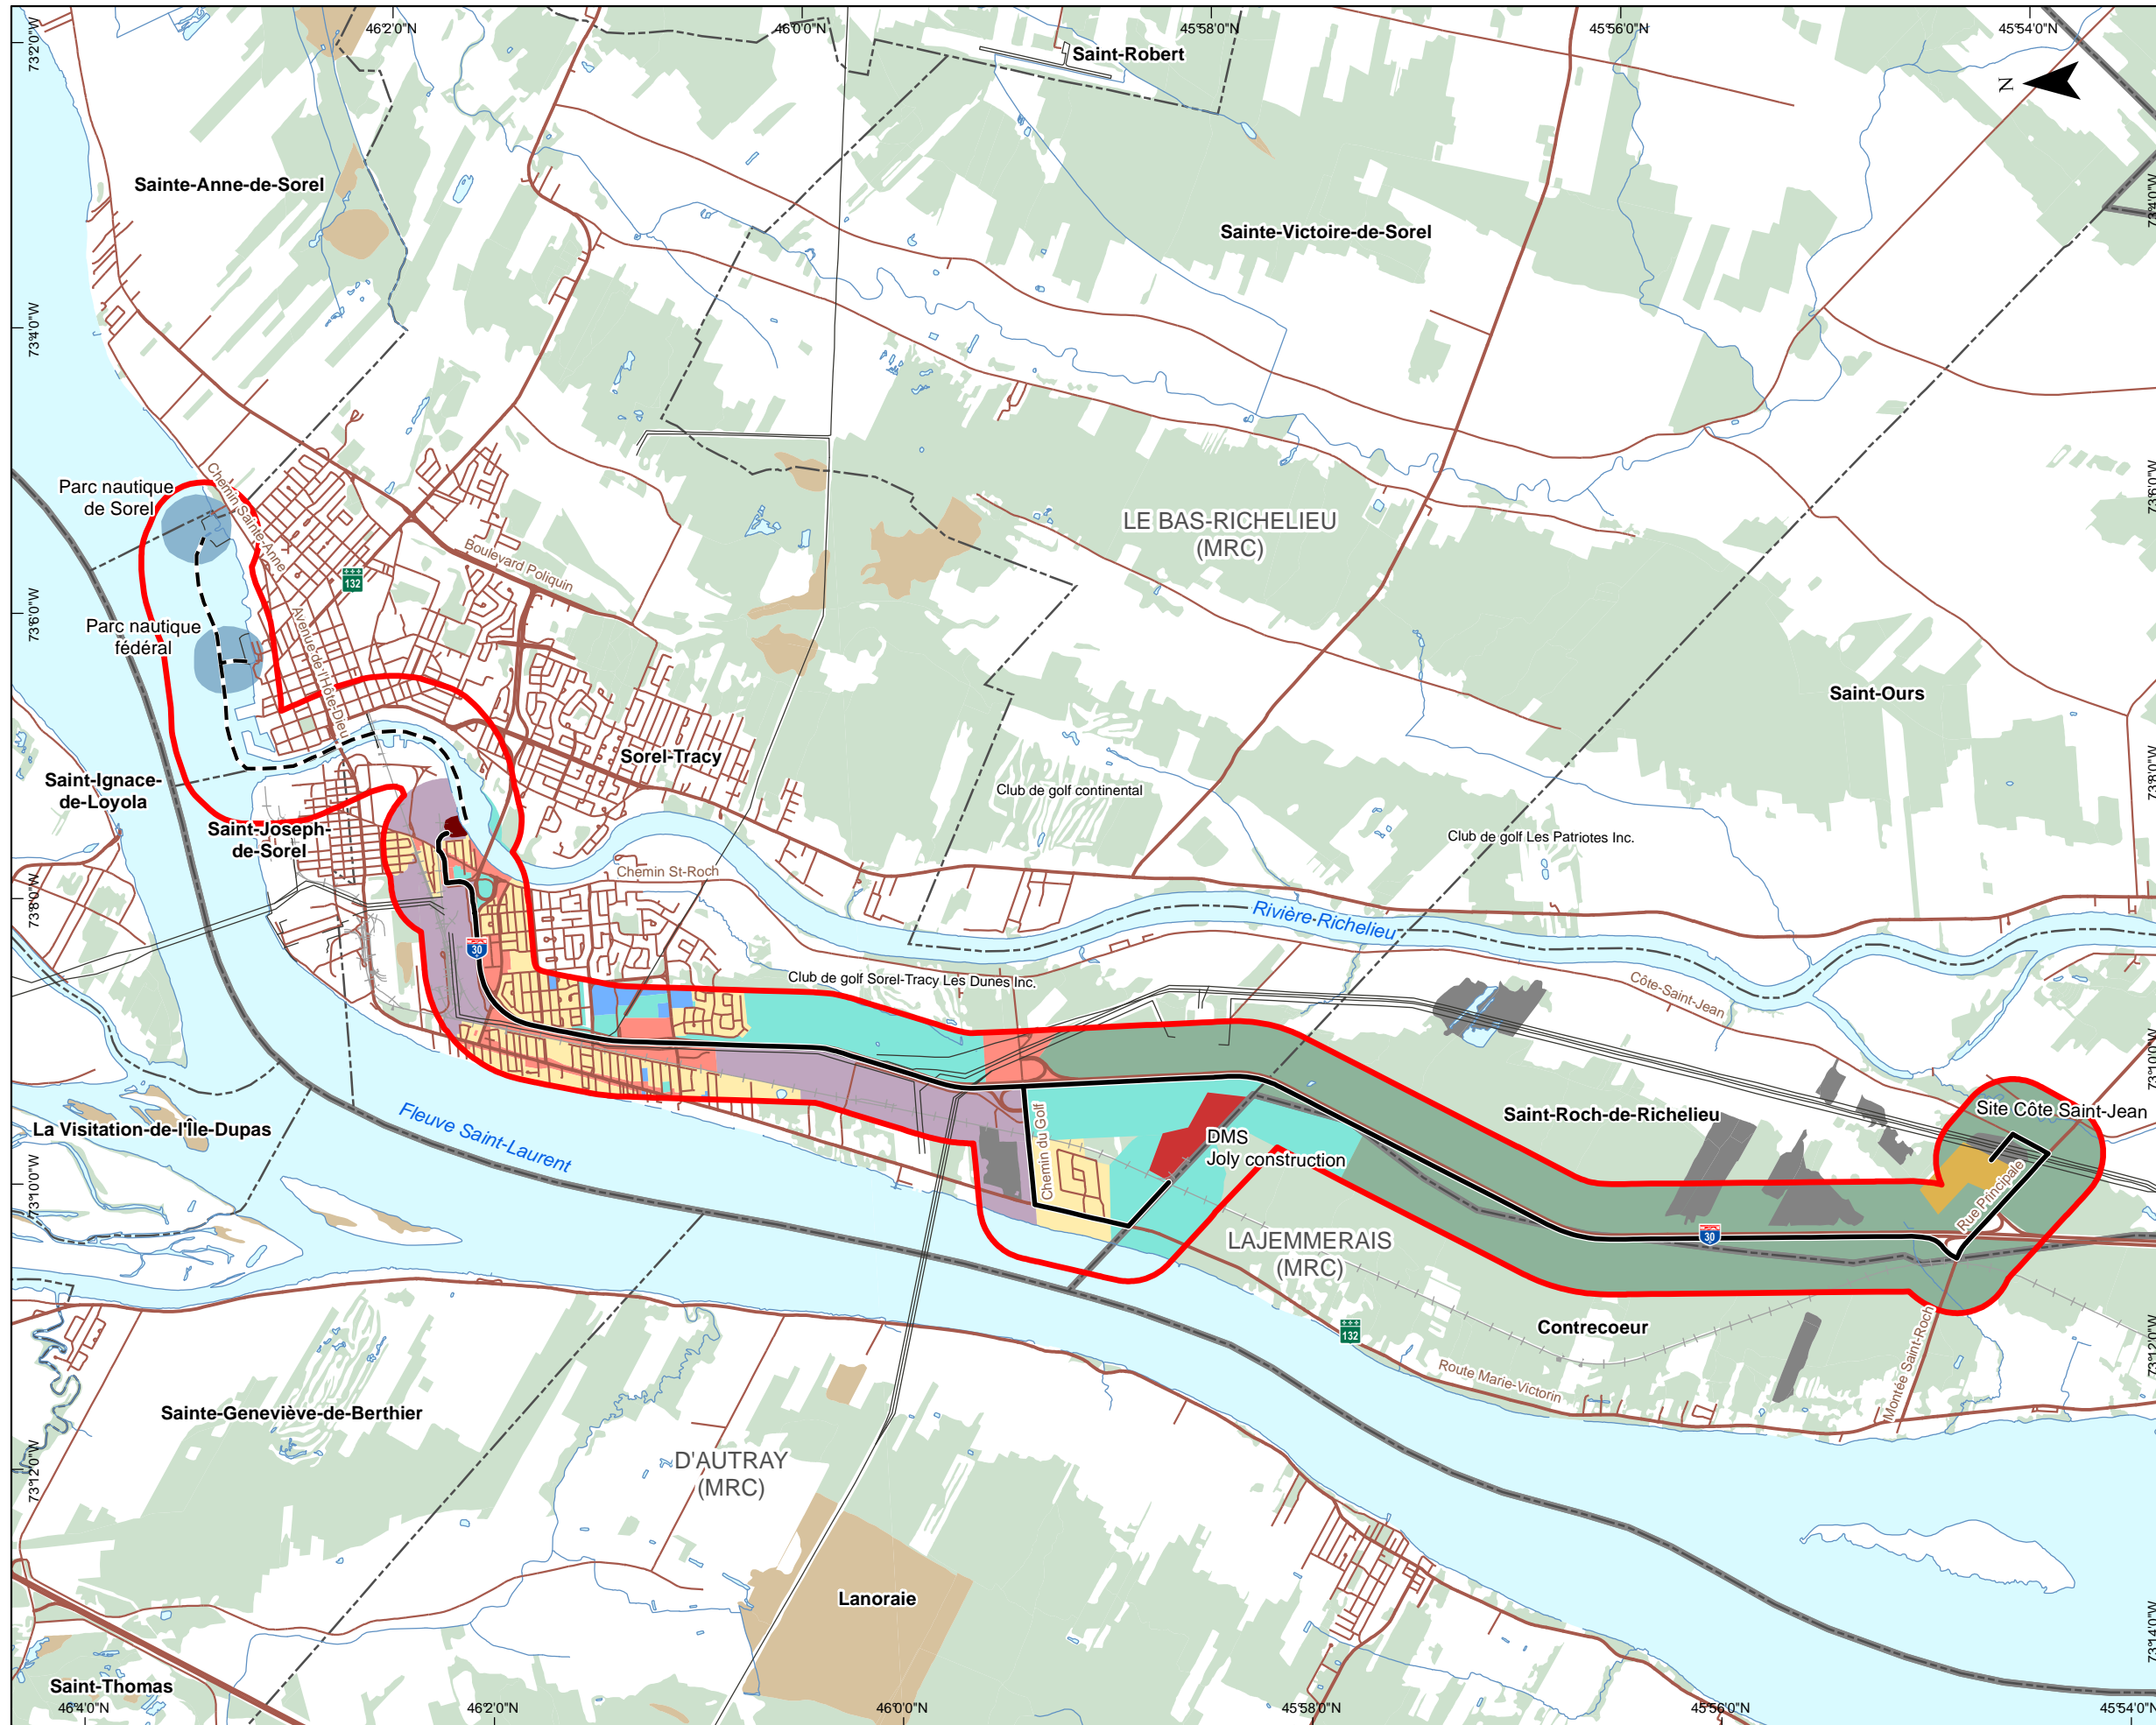 46°2'0"N
46°0'0"N
45°58'0"N
45°56'0"N
45°54'0"N
73°2'0"W
Saint-Robert
N
Sainte-Anne-de-Sorel
73°4'0"W
Sainte-Victoire-de-Sorel
73°4'0"W
Parc nautique
de Sorel
Chemin Sainte-Anne
73°6'0"W
LE BAS-RICHELIEU
(MRC)
Boulevard Poliquin
132
73°6'0"W
Parc nautique
fédéral
Avenue de l'Hôtel-Dieu
Saint-Ours
Sorel-Tracy
73°8'0"W
Saint-Ignace-
de-Loyola
Club de golf continental
Saint-Joseph-
de-Sorel
Club de golf Les Patriotes Inc.
Chemin St-Roch
73°8'0"W
Rivière-Richelieu
30
Club de golf Sorel-Tracy Les Dunes Inc.
Côte-Saint-Jean
73°10'0"W
Fleuve Saint-Laurent
La Visitation-de-l'Île-Dupas
Saint-Roch-de-Richelieu
Site Côte Saint-Jean
DMS
Joly construction
Chemin du Golf
73°10'0"W
Rue Principale
30
LAJEMMERAIS
(MRC)
Contrecoeur
132
73°12'0"W
Montée Saint-Roch
Route Marie-Victorin
Sainte-Geneviève-de-Berthier
D'AUTRAY
(MRC)
73°12'0"W
Lanoraie
73°14'0"W
Saint-Thomas
46°4'0"N
46°2'0"N
46°0'0"N
45°58'0"N
45°56'0"N
45°54'0"N